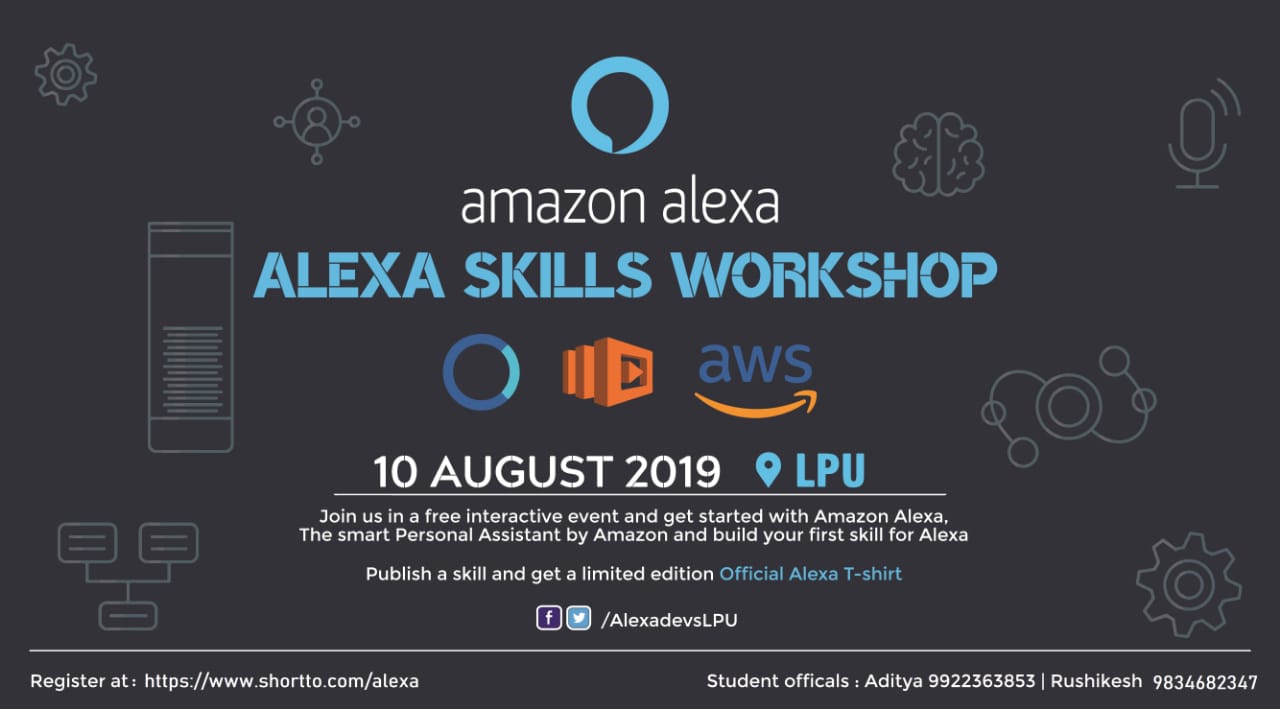 amazon alexa
ALEXA SKILLS WORKSHOP
aws
10 AUGUST 2019 LPU
Join us in a free interactive event and get started with Amazon Alexa,
The smart Personal Assistant by Amazon and build your first skill for Alexa
Publish a skill and get a limited edition Official Alexa T-shirt
f /AlexadevsLPU
Register at: https://www.shortto.com/alexa
Student officals : Aditya 9922363853 | Rushikesh 9834682347